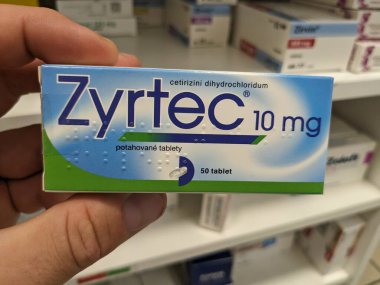 cetirizini dihydrochloridum
Zyrtec® 10 mg
potahované tablety
50 tablet